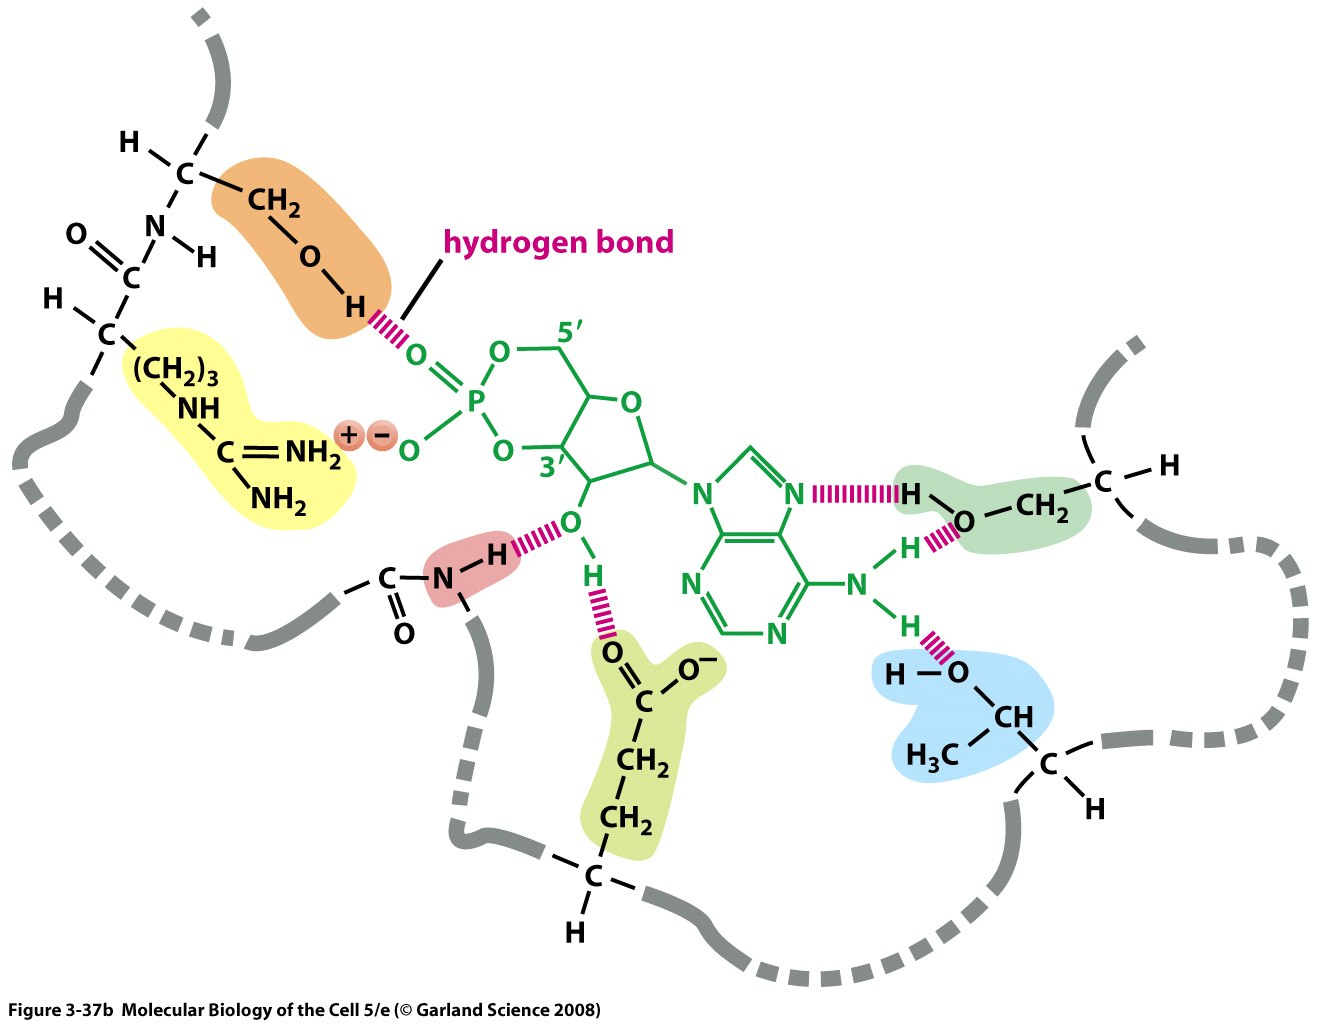 H
C
CH₂
N
O
O
H
hydrogen bond
C
H
H
5′
C
O
O
(CH₂)₃
P
O
NH
+ −
O
O
C
NH₂
3′
NH₂
H
C
H
N
N
H
CH₂
O
O
H
H
C
N
H
N
N
O
N
H
O
O⁻
H
O
C
CH
H₃C
CH₂
C
H
CH₂
C
H
Figure 3-37b Molecular Biology of the Cell 5/e (© Garland Science 2008)